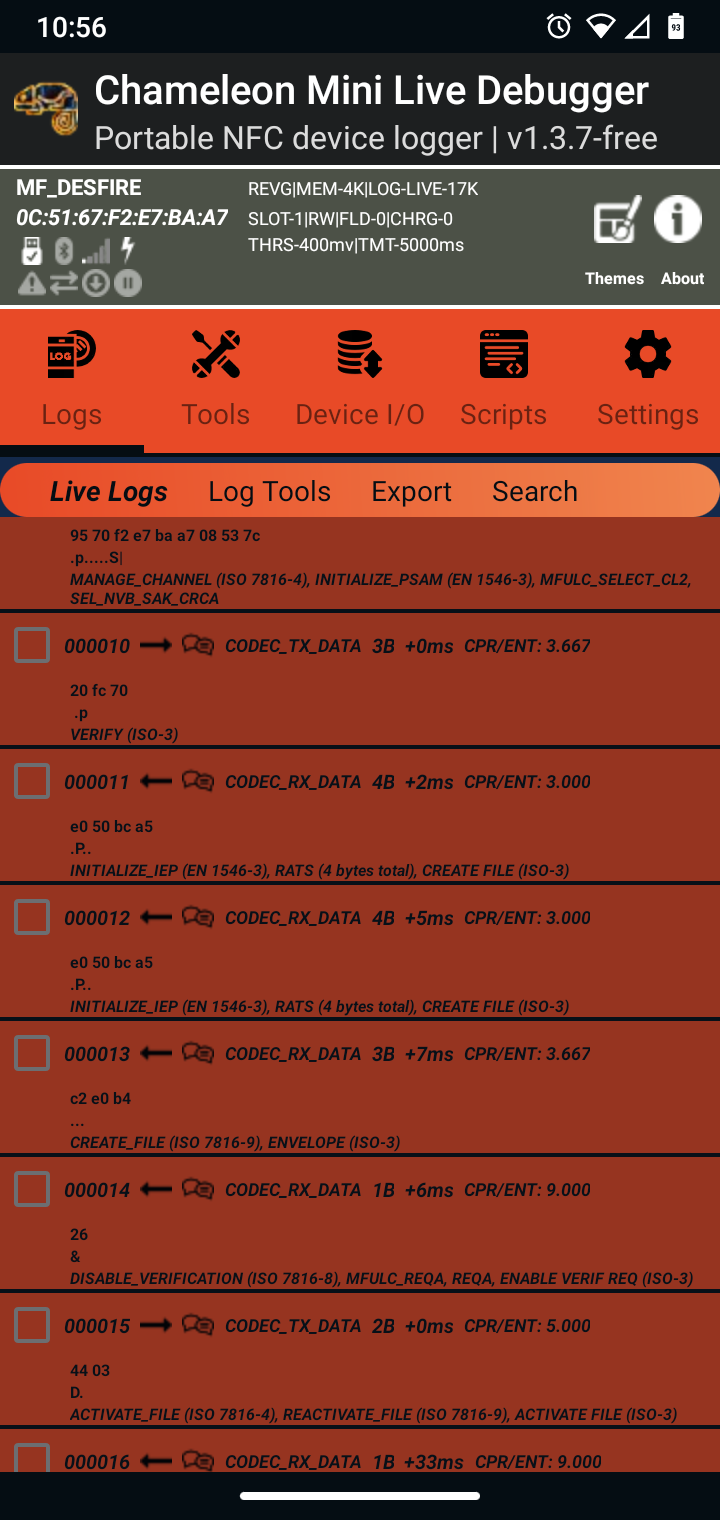 10:56
93
Chameleon Mini Live Debugger
Portable NFC device logger | v1.3.7-free
MF_DESFIRE
REVG|MEM-4K|LOG-LIVE-17K
0C:51:67:F2:E7:BA:A7
SLOT-1|RW|FLD-0|CHRG-0
THRS-400mv|TMT-5000ms
Themes About
LOG
Logs Tools Device I/O Scripts Settings
Live Logs Log Tools Export Search
95 70 f2 e7 ba a7 08 53 7c
.p.....S|
MANAGE_CHANNEL (ISO 7816-4), INITIALIZE_PSAM (EN 1546-3), MFULC_SELECT_CL2,
SEL_NVB_SAK_CRCA
000010 CODEC_TX_DATA 3B +0ms CPR/ENT: 3.667
20 fc 70
.p
VERIFY (ISO-3)
000011 CODEC_RX_DATA 4B +2ms CPR/ENT: 3.000
e0 50 bc a5
.P..
INITIALIZE_IEP (EN 1546-3), RATS (4 bytes total), CREATE FILE (ISO-3)
000012 CODEC_RX_DATA 4B +5ms CPR/ENT: 3.000
e0 50 bc a5
.P..
INITIALIZE_IEP (EN 1546-3), RATS (4 bytes total), CREATE FILE (ISO-3)
000013 CODEC_RX_DATA 3B +7ms CPR/ENT: 3.667
c2 e0 b4
...
CREATE_FILE (ISO 7816-9), ENVELOPE (ISO-3)
000014 CODEC_RX_DATA 1B +6ms CPR/ENT: 9.000
26
&
DISABLE_VERIFICATION (ISO 7816-8), MFULC_REQA, REQA, ENABLE VERIF REQ (ISO-3)
000015 CODEC_TX_DATA 2B +0ms CPR/ENT: 5.000
44 03
D.
ACTIVATE_FILE (ISO 7816-4), REACTIVATE_FILE (ISO 7816-9), ACTIVATE FILE (ISO-3)
000016 CODEC_RX_DATA 1B +33ms CPR/ENT: 9.000